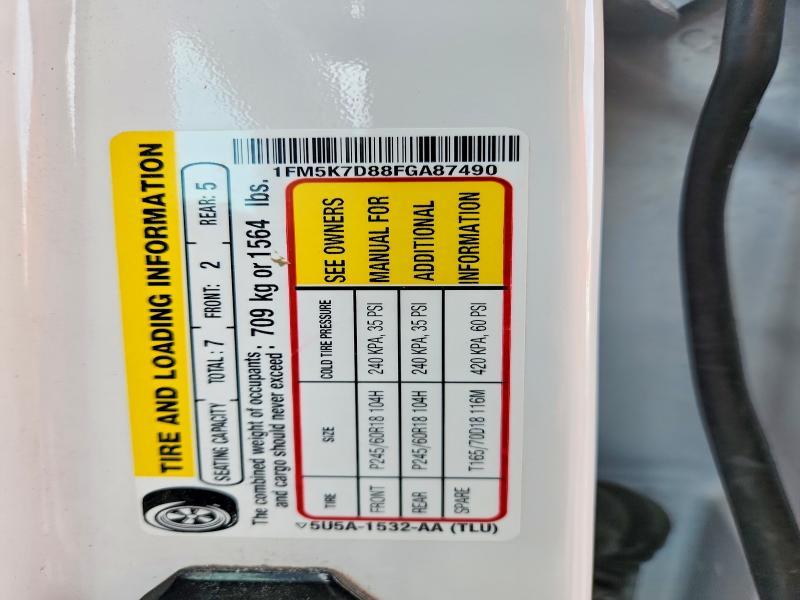 TIRE AND LOADING INFORMATION
SEATING CAPACITY TOTAL : 7 FRONT: 2 REAR: 5
The combined weight of occupants : 709 kg or 1564 lbs.
and cargo should never exceed :
TIRE SIZE COLD TIRE PRESSURE SEE OWNERS
FRONT P245/60R18 104H 240 KPA, 35 PSI MANUAL FOR
REAR P245/60R18 104H 240 KPA, 35 PSI ADDITIONAL
SPARE T165/70D18 116M 420 KPA, 60 PSI INFORMATION
5U5A-1532-AA (TLU)
1FM5K7D88FGA87490